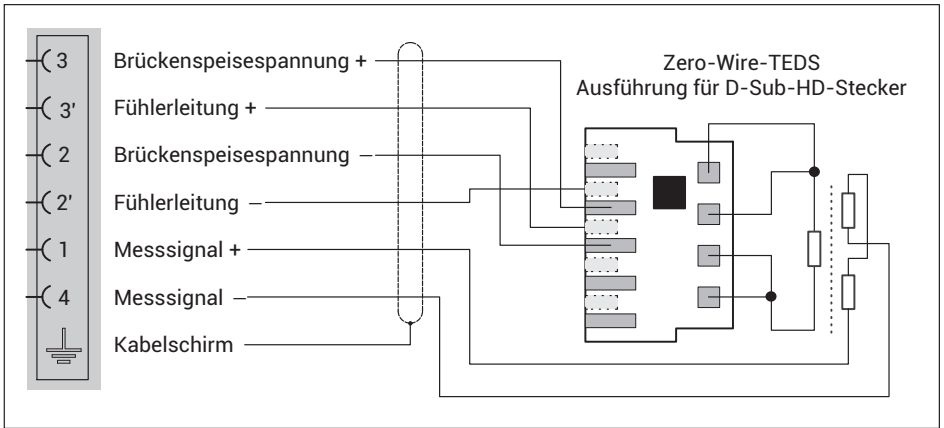 3 Brückenspeisespannung +
3' Fühlerleitung +
2 Brückenspeisespannung –
2' Fühlerleitung –
1 Messsignal +
4 Messsignal –
Kabelschirm
Zero-Wire-TEDS
Ausführung für D-Sub-HD-Stecker